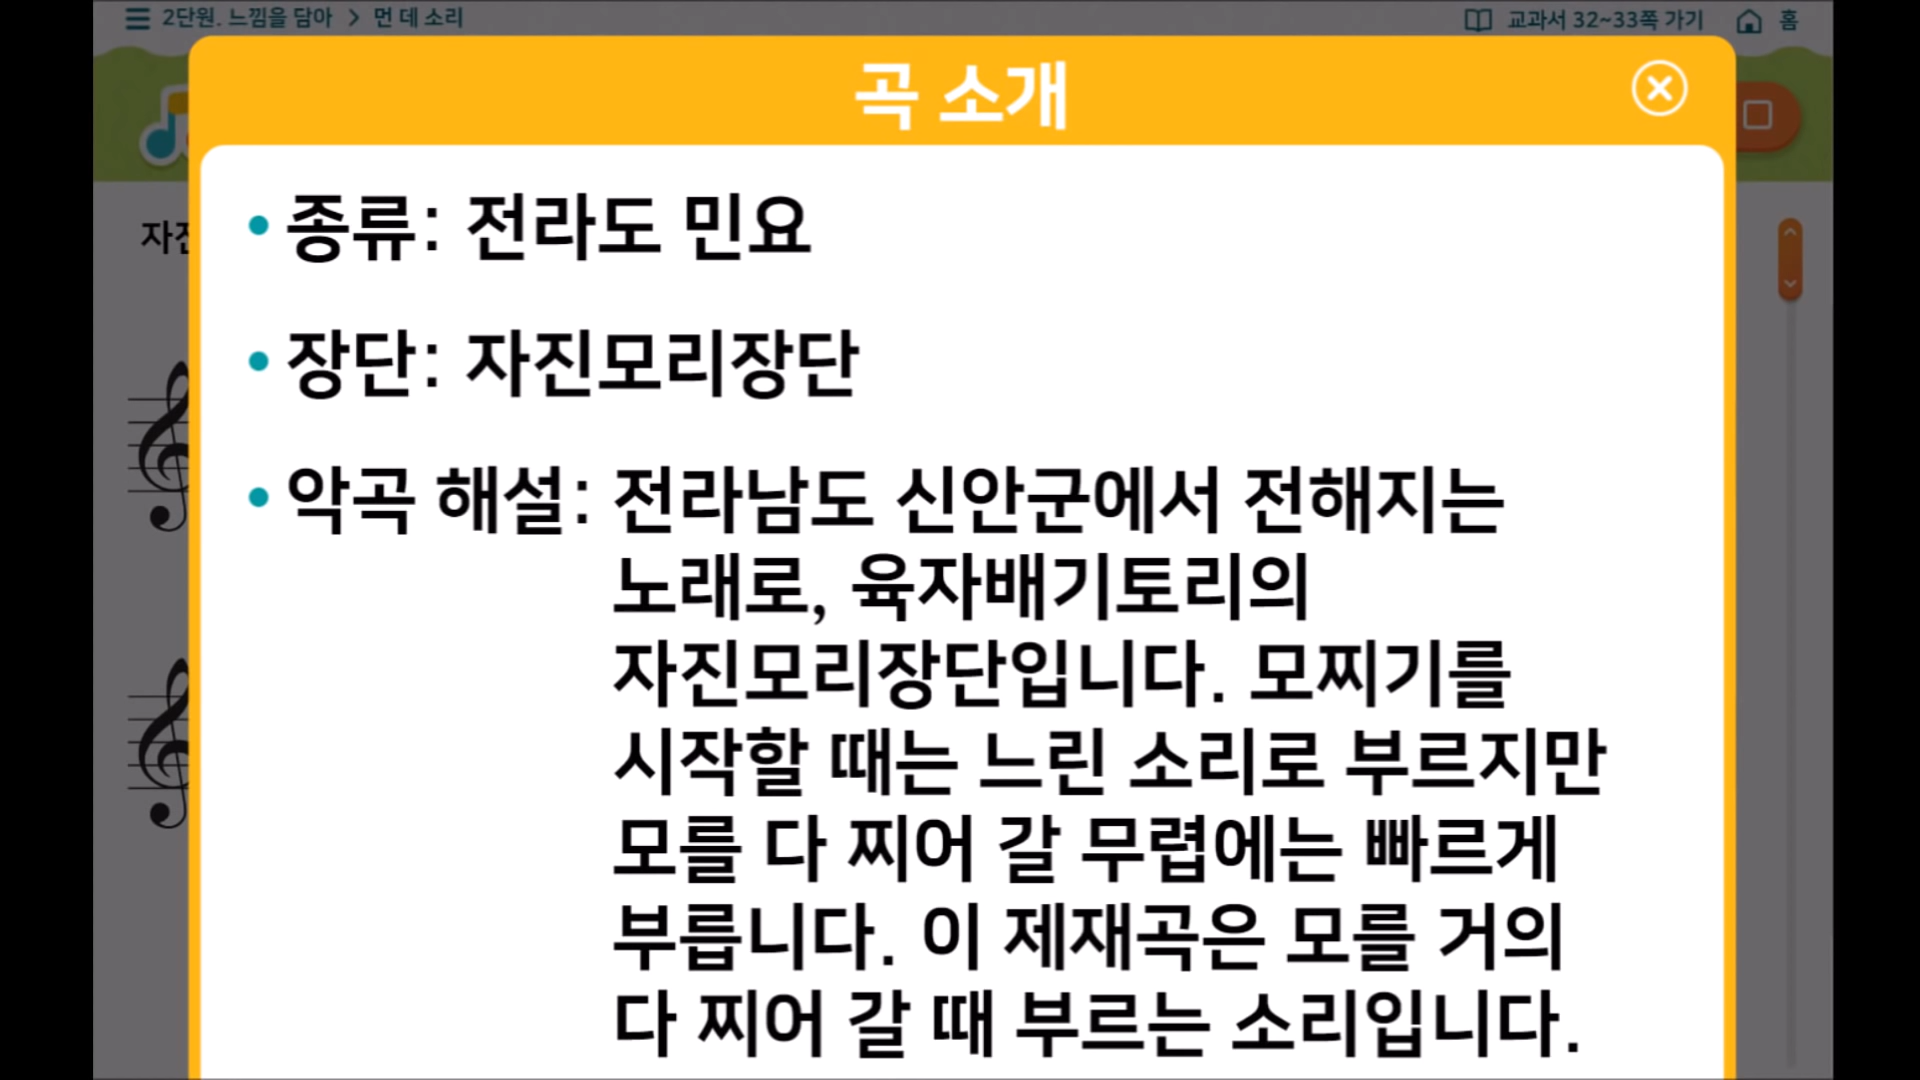 2단원. 느낌을 담아 > 먼 데 소리
교과서 32~33쪽 가기
홈
곡 소개
• 종류: 전라도 민요
• 장단: 자진모리장단
• 악곡 해설: 전라남도 신안군에서 전해지는
노래로, 육자배기토리의
자진모리장단입니다. 모찌기를
시작할 때는 느린 소리로 부르지만
모를 다 찌어 갈 무렵에는 빠르게
부릅니다. 이 제재곡은 모를 거의
다 찌어 갈 때 부르는 소리입니다.